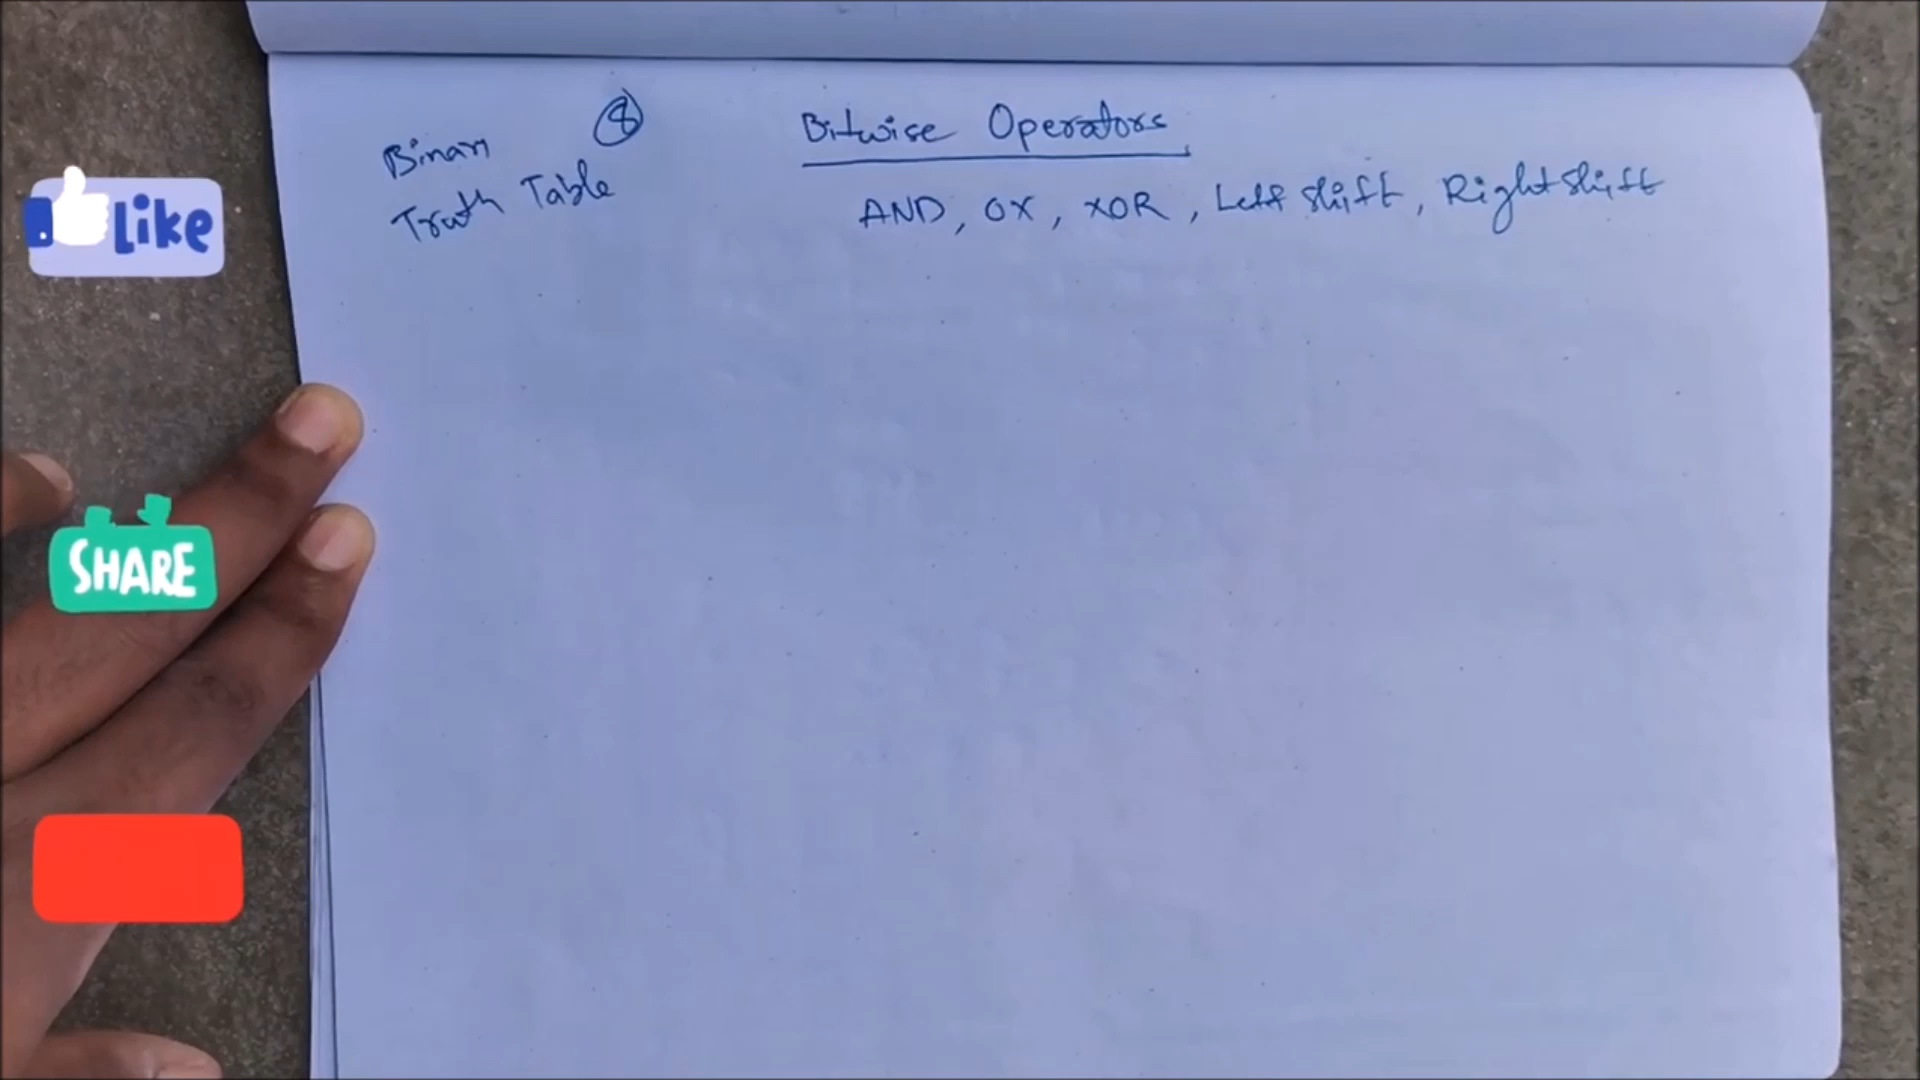 Binary
Truth Table
8
Bitwise Operators
AND, OR, XOR, Left shift, Right shift
Like
SHARE